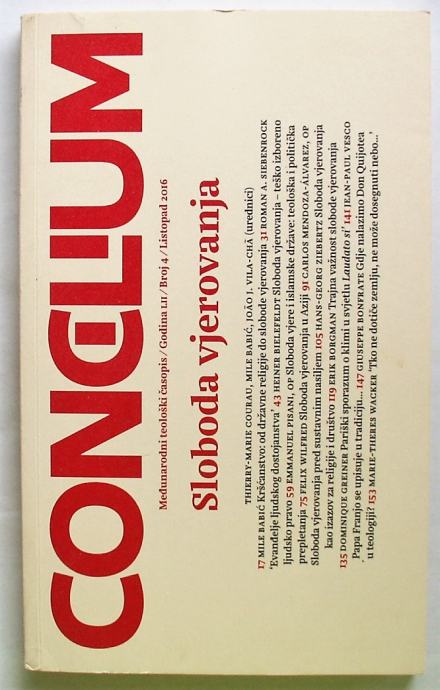 CONCILIUM
Međunarodni teološki časopis / Godina LII / Broj 4 / Listopad 2016
Sloboda vjerovanja
THIERRY-MARIE COURAU, MILE BABIĆ, JOÃO J. VILA-CHÃ (urednici)
17 MILE BABIĆ Kršćanstvo: od državne religije do slobode vjerovanja 31 ROMAN A. SIEBENROCK
'Evanđelje ljudskog dostojanstva' 43 HEINER BIELEFELDT Sloboda vjerovanja – teško izboreno
ljudsko pravo 59 EMMANUEL PISANI, OP Sloboda vjere i islamske države: teološka i politička
prepletanja 75 FELIX WILFRED Sloboda vjerovanja u Aziji 91 CARLOS MENDOZA-ÁLVAREZ, OP
Sloboda vjerovanja pred sustavnim nasiljem 105 HANS-GEORG ZIEBERTZ Sloboda vjerovanja
kao izazov za religije i društvo 119 ERIK BORGMAN Trajna važnost slobode vjerovanja
135 DOMINIQUE GREINER Pariški sporazum o klimi u svjetlu Laudato si' 141 JEAN-PAUL VESCO
Papa Franjo se upisuje u tradiciju... 147 GIUSEPPE BONFRATE Gdje nalazimo Don Quijotea
u teologiji? 153 MARIE-THERES WACKER 'Tko ne dotiče zemlju, ne može dosegnuti nebo...'